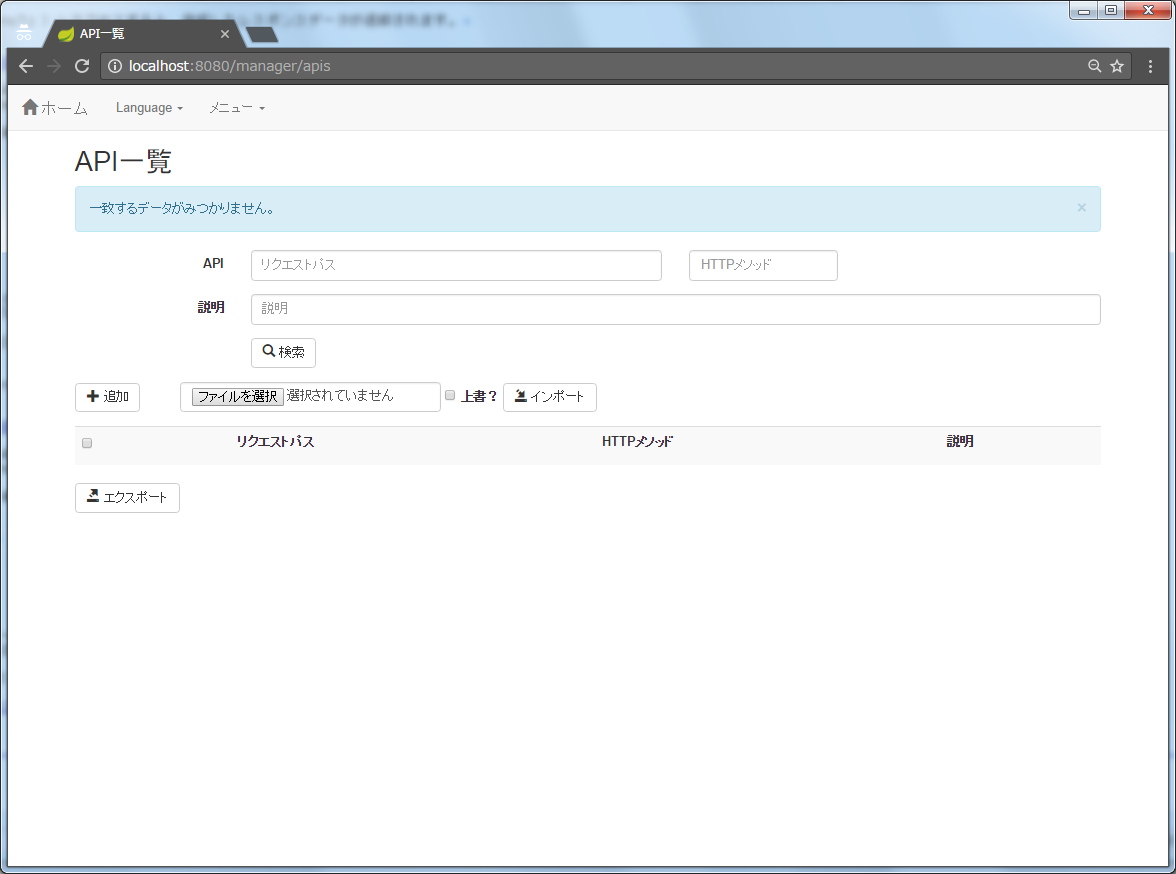 API一覧
localhost:8080/manager/apis
ホーム Language メニュー
API一覧
一致するデータがみつかりません。 ×
API リクエストパス HTTPメソッド
説明 説明
検索
追加 ファイルを選択 選択されていません 上書？ インポート
リクエストパス HTTPメソッド 説明
エクスポート